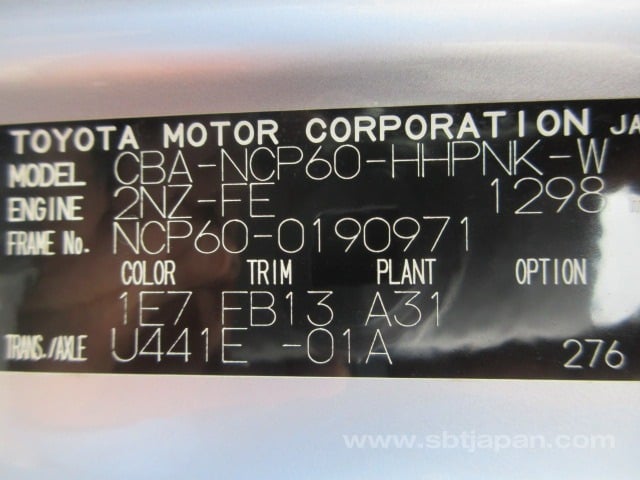 TOYOTA MOTOR CORPORATION JA
MODEL CBA-NCP60-HHPNK-W
ENGINE 2NZ-FE 1298
FRAME No. NCP60-0190971
COLOR TRIM PLANT OPTION
1E7 FB13 A31
TRANS./AXLE U441E -01A 276
www.sbtjapan.com